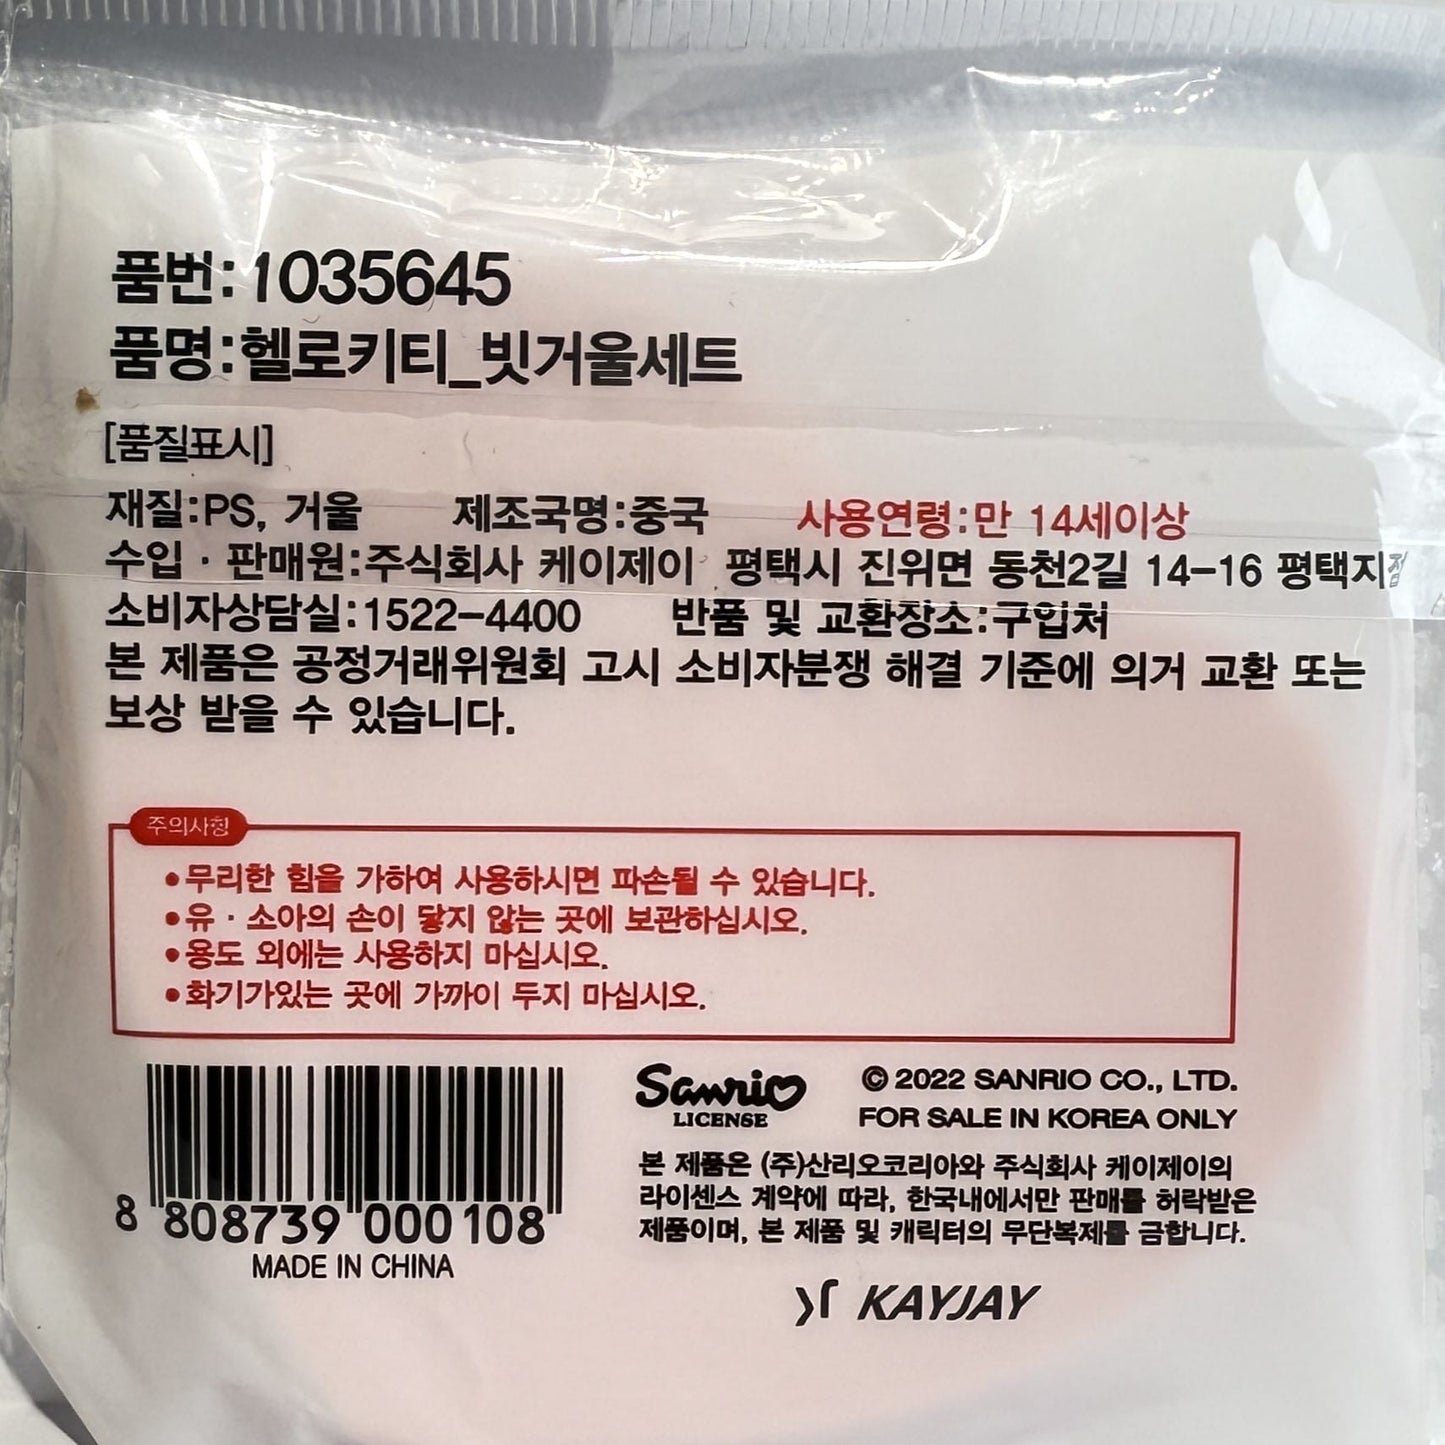 품번:1035645
품명:헬로키티_빗거울세트
[품질표시]
재질:PS, 거울 제조국명:중국 사용연령:만 14세이상
수입 · 판매원:주식회사 케이제이 평택시 진위면 동천2길 14-16 평택지점
소비자상담실:1522-4400 반품 및 교환장소:구입처
본 제품은 공정거래위원회 고시 소비자분쟁 해결 기준에 의거 교환 또는
보상 받을 수 있습니다.
주의사항
•무리한 힘을 가하여 사용하시면 파손될 수 있습니다.
•유 · 소아의 손이 닿지 않는 곳에 보관하십시오.
•용도 외에는 사용하지 마십시오.
•화기가있는 곳에 가까이 두지 마십시오.
8 808739 000108
MADE IN CHINA
Sanrio
LICENSE
© 2022 SANRIO CO., LTD.
FOR SALE IN KOREA ONLY
본 제품은 (주)산리오코리아와 주식회사 케이제이의
라이센스 계약에 따라, 한국내에서만 판매를 허락받은
제품이며, 본 제품 및 캐릭터의 무단복제를 금합니다.
KAYJAY